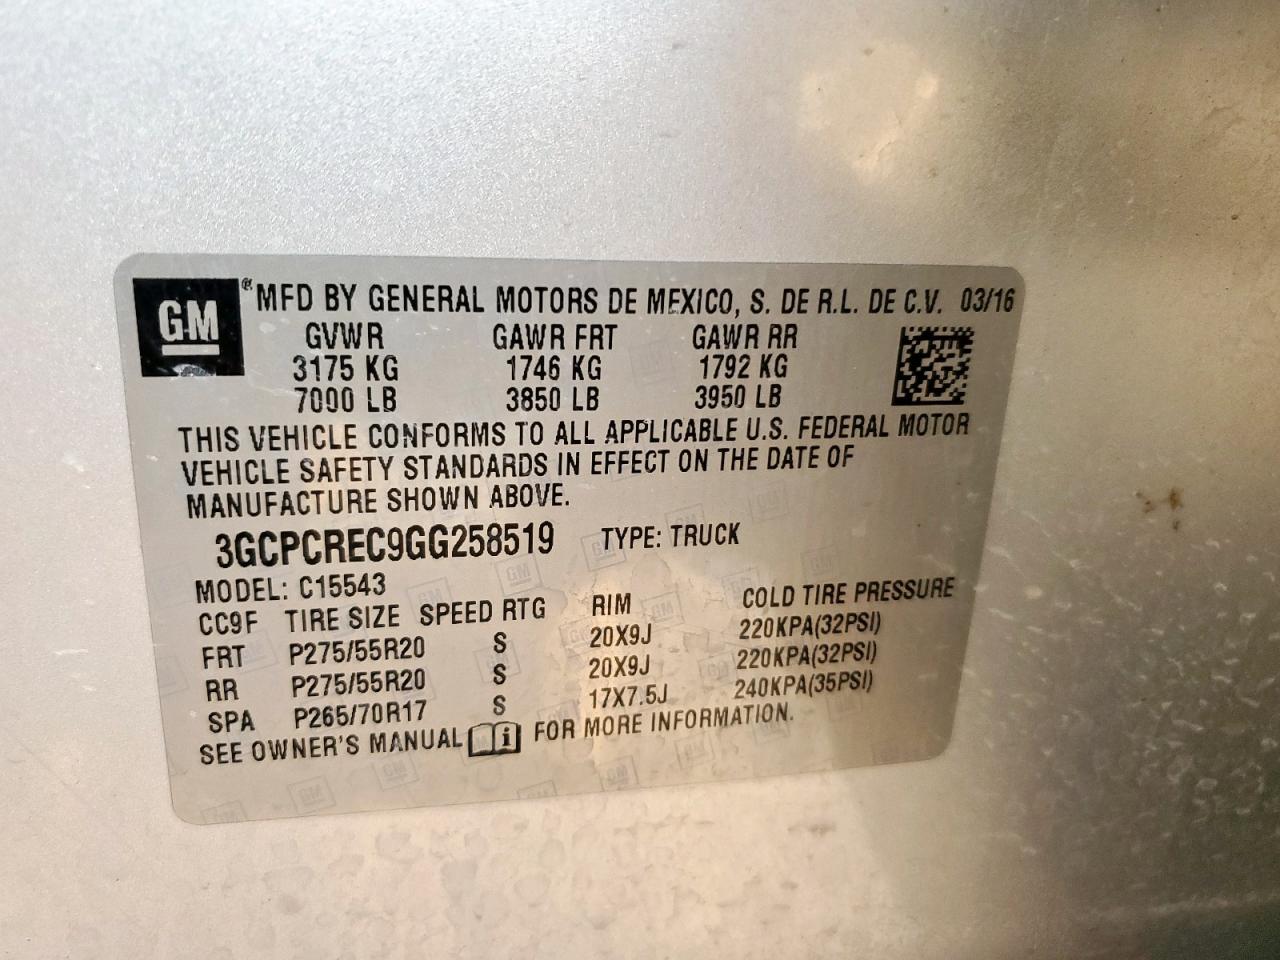 GM® MFD BY GENERAL MOTORS DE MEXICO, S. DE R.L. DE C.V. 03/16
GVWR GAWR FRT GAWR RR
3175 KG 1746 KG 1792 KG
7000 LB 3850 LB 3950 LB
THIS VEHICLE CONFORMS TO ALL APPLICABLE U.S. FEDERAL MOTOR
VEHICLE SAFETY STANDARDS IN EFFECT ON THE DATE OF
MANUFACTURE SHOWN ABOVE.
3GCPCREC9GG258519 TYPE: TRUCK
MODEL: C15543
CC9F TIRE SIZE SPEED RTG RIM COLD TIRE PRESSURE
FRT P275/55R20 S 20X9J 220KPA(32PSI)
RR P275/55R20 S 20X9J 220KPA(32PSI)
SPA P265/70R17 S 17X7.5J 240KPA(35PSI)
SEE OWNER'S MANUAL i FOR MORE INFORMATION.